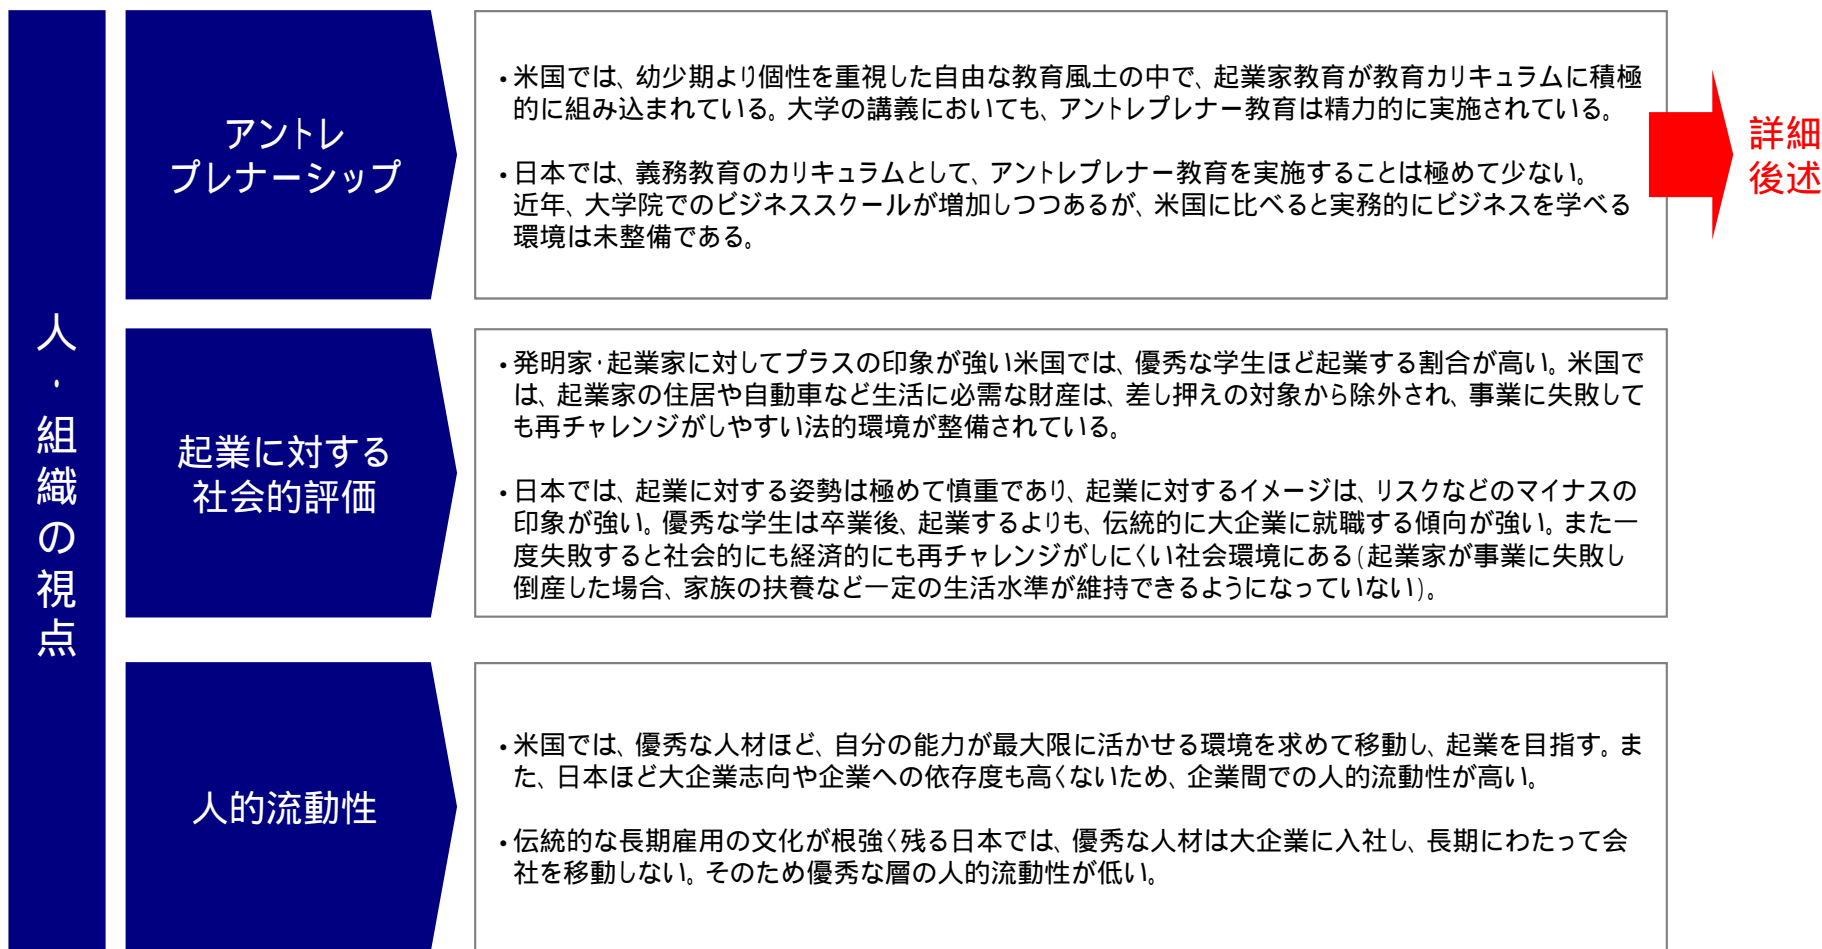 人・組織の視点
アントレ
プレナーシップ
・米国では、幼少期より個性を重視した自由な教育風土の中で、起業家教育が教育カリキュラムに積極
的に組み込まれている。大学の講義においても、アントレプレナー教育は精力的に実施されている。
・日本では、義務教育のカリキュラムとして、アントレプレナー教育を実施することは極めて少ない。
近年、大学院でのビジネススクールが増加しつつあるが、米国に比べると実務的にビジネスを学べる
環境は未整備である。
詳細
後述
起業に対する
社会的評価
・発明家・起業家に対してプラスの印象が強い米国では、優秀な学生ほど起業する割合が高い。米国で
は、起業家の住居や自動車など生活に必需な財産は、差し押えの対象から除外され、事業に失敗して
も再チャレンジがしやすい法的環境が整備されている。
・日本では、起業に対する姿勢は極めて慎重であり、起業に対するイメージは、リスクなどのマイナスの
印象が強い。優秀な学生は卒業後、起業するよりも、伝統的に大企業に就職する傾向が強い。また一
度失敗すると社会的にも経済的にも再チャレンジがしにくい社会環境にある(起業家が事業に失敗し
倒産した場合、家族の扶養など一定の生活水準が維持できるようになっていない)。
人的流動性
・米国では、優秀な人材ほど、自分の能力が最大限に活かせる環境を求めて移動し、起業を目指す。ま
た、日本ほど大企業志向や企業への依存度も高くないため、企業間での人的流動性が高い。
・伝統的な長期雇用の文化が根強く残る日本では、優秀な人材は大企業に入社し、長期にわたって会
社を移動しない。そのため優秀な層の人的流動性が低い。